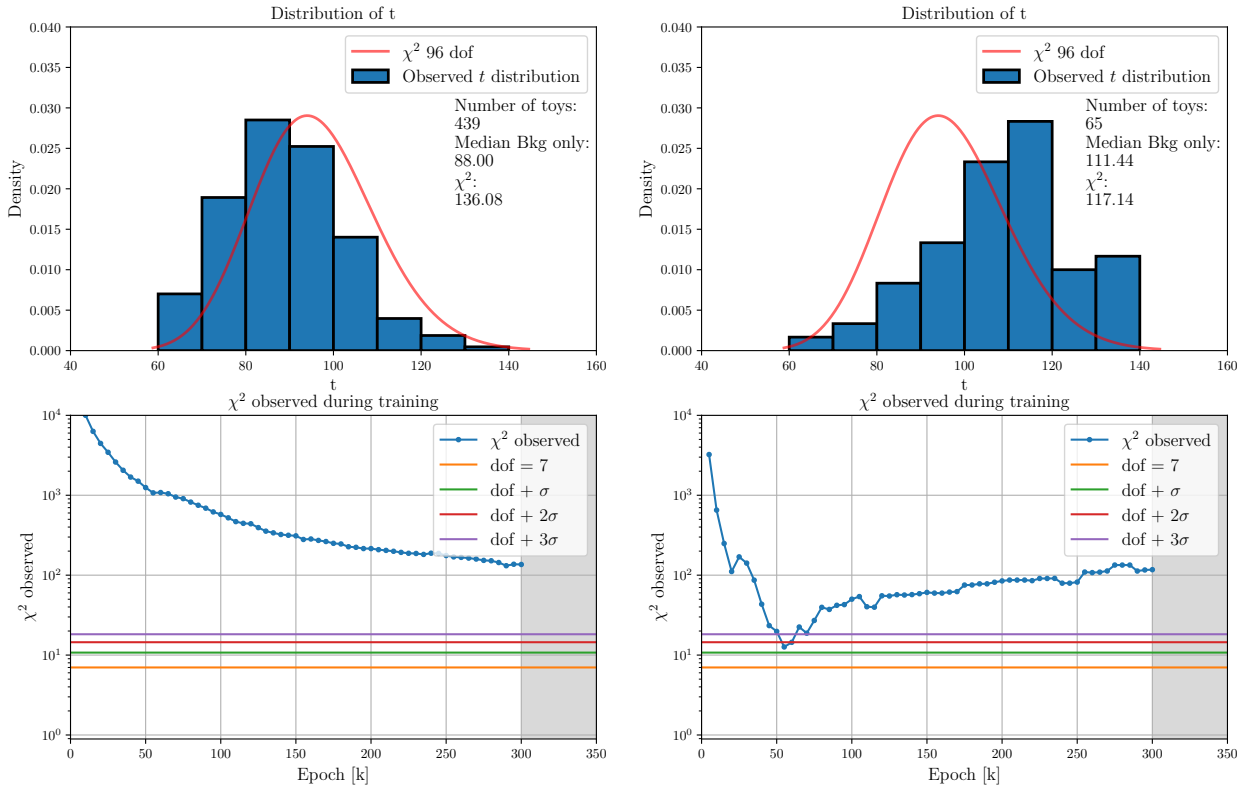 Distribution of t
0.040
0.035
0.030
0.025
0.020
0.015
0.010
0.005
0.000
Density
χ² 96 dof
Observed t distribution
Number of toys:
439
Median Bkg only:
88.00
χ²:
136.08
40 60 80 100 120 140 160
t
Distribution of t
0.040
0.035
0.030
0.025
0.020
0.015
0.010
0.005
0.000
Density
χ² 96 dof
Observed t distribution
Number of toys:
65
Median Bkg only:
111.44
χ²:
117.14
40 60 80 100 120 140 160
t
χ² observed during training
10⁴
10³
10²
10¹
10⁰
χ² observed
χ² observed
dof = 7
dof + σ
dof + 2σ
dof + 3σ
0 50 100 150 200 250 300 350
Epoch [k]
χ² observed during training
10⁴
10³
10²
10¹
10⁰
χ² observed
χ² observed
dof = 7
dof + σ
dof + 2σ
dof + 3σ
0 50 100 150 200 250 300 350
Epoch [k]